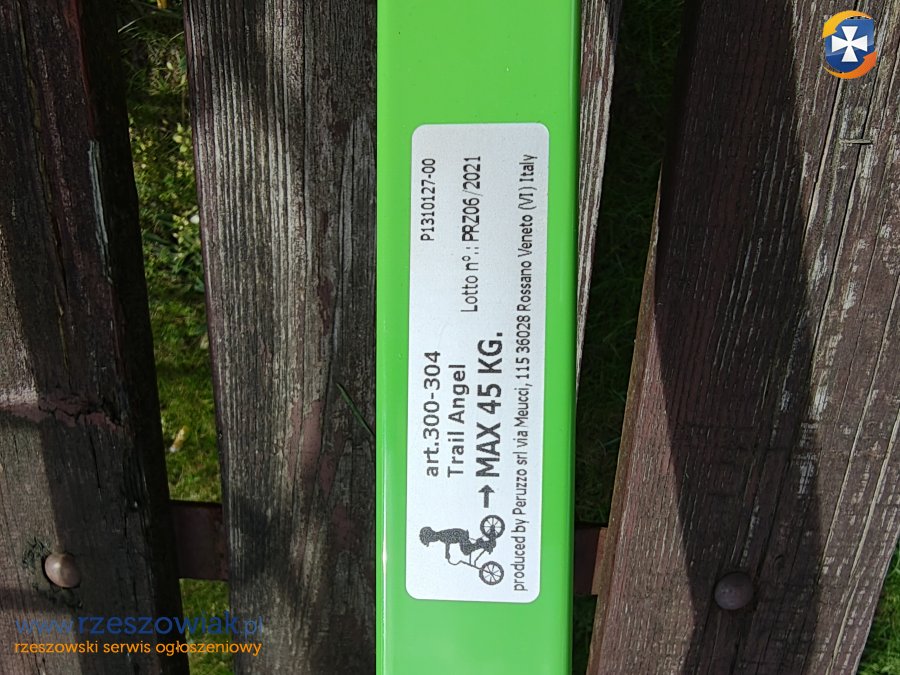 art.300-304
Trail Angel
→ MAX 45 KG.
P1310127-00
Lotto n°.: PRZ06/2021
produced by Peruzzo srl via Meucci, 115 36028 Rossano Veneto (VI) Italy
www.rzeszowiak.pl
rzeszowski serwis ogłoszeniowy